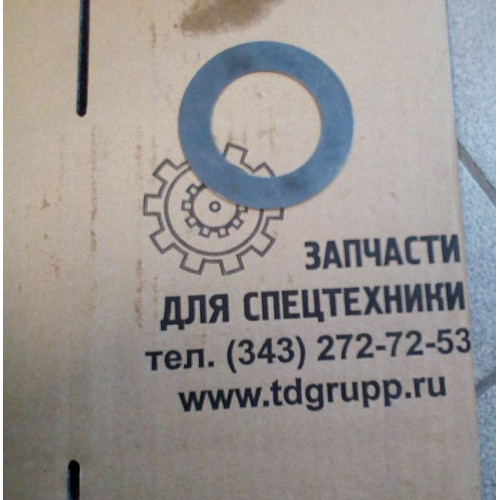 ЗАПЧАСТИ
ДЛЯ СПЕЦТЕХНИКИ
тел. (343) 272-72-53
www.tdgrupp.ru